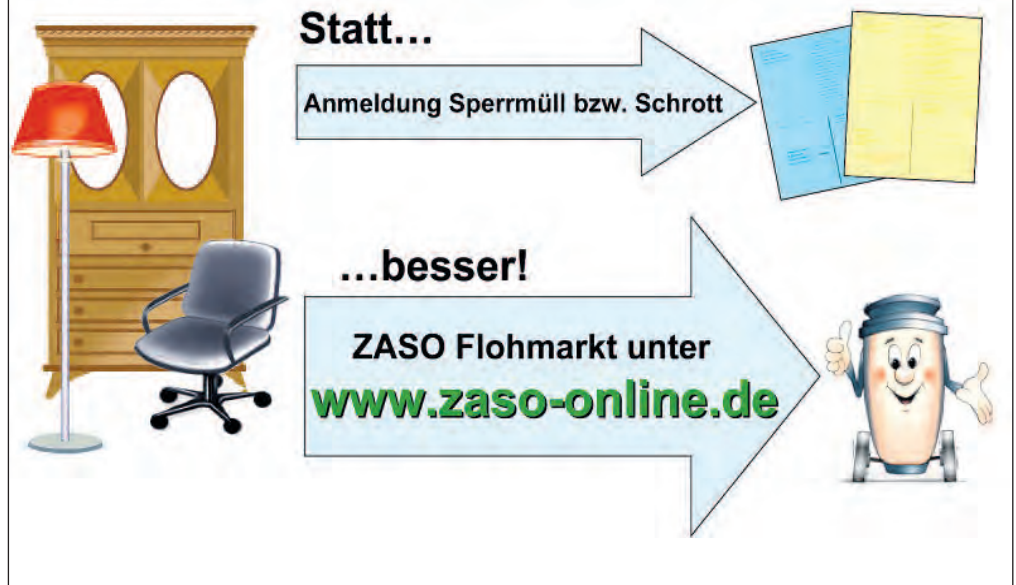 Statt...
Anmeldung Sperrmüll bzw. Schrott
...besser!
ZASO Flohmarkt unter
www.zaso-online.de